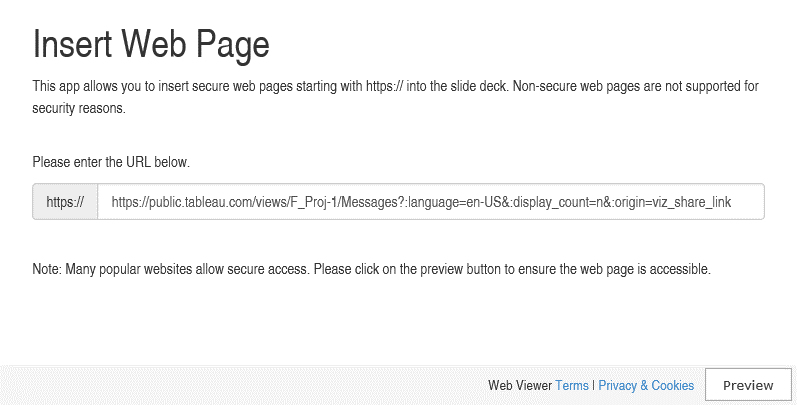 Insert Web Page
This app allows you to insert secure web pages starting with https:// into the slide deck. Non-secure web pages are not supported for
security reasons.
Please enter the URL below.
https:// https://public.tableau.com/views/F_Proj-1/Messages?:language=en-US&:display_count=n&:origin=viz_share_link
Note: Many popular websites allow secure access. Please click on the preview button to ensure the web page is accessible.
Web Viewer Terms | Privacy & Cookies Preview